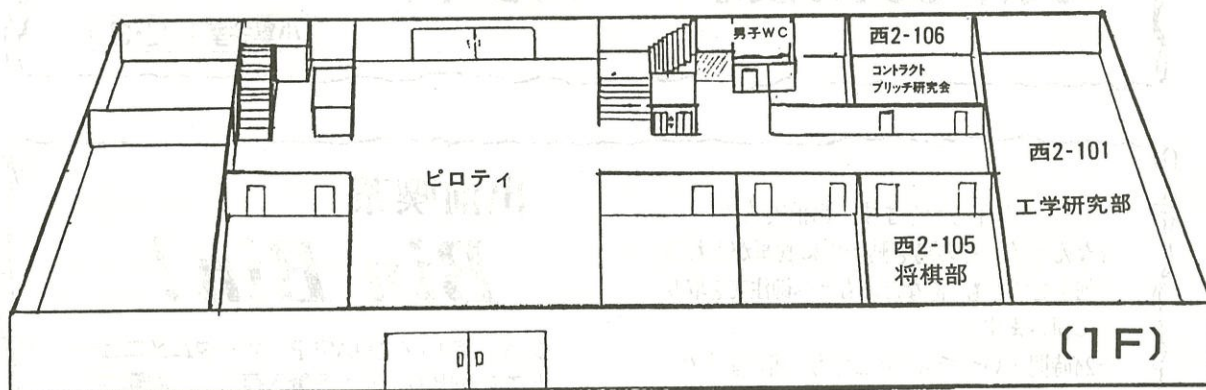 男子WC
西2-106
コントラクト
ブリッヂ研究会
西2-101
工学研究部
ピロティ
西2-105
将棋部
(1F)